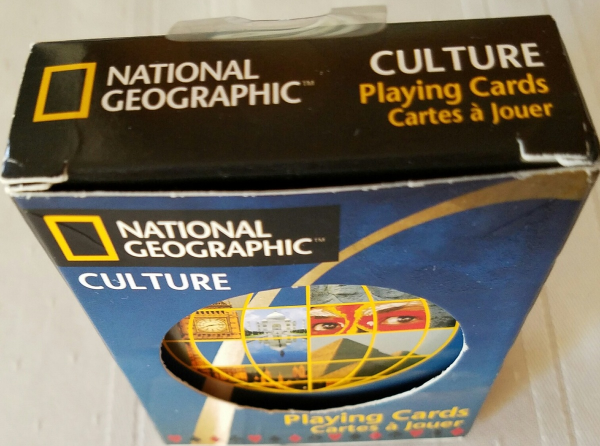 NATIONAL
GEOGRAPHIC™
CULTURE
Playing Cards
Cartes à Jouer
NATIONAL
GEOGRAPHIC™
CULTURE
Playing Cards
Cartes à Jouer